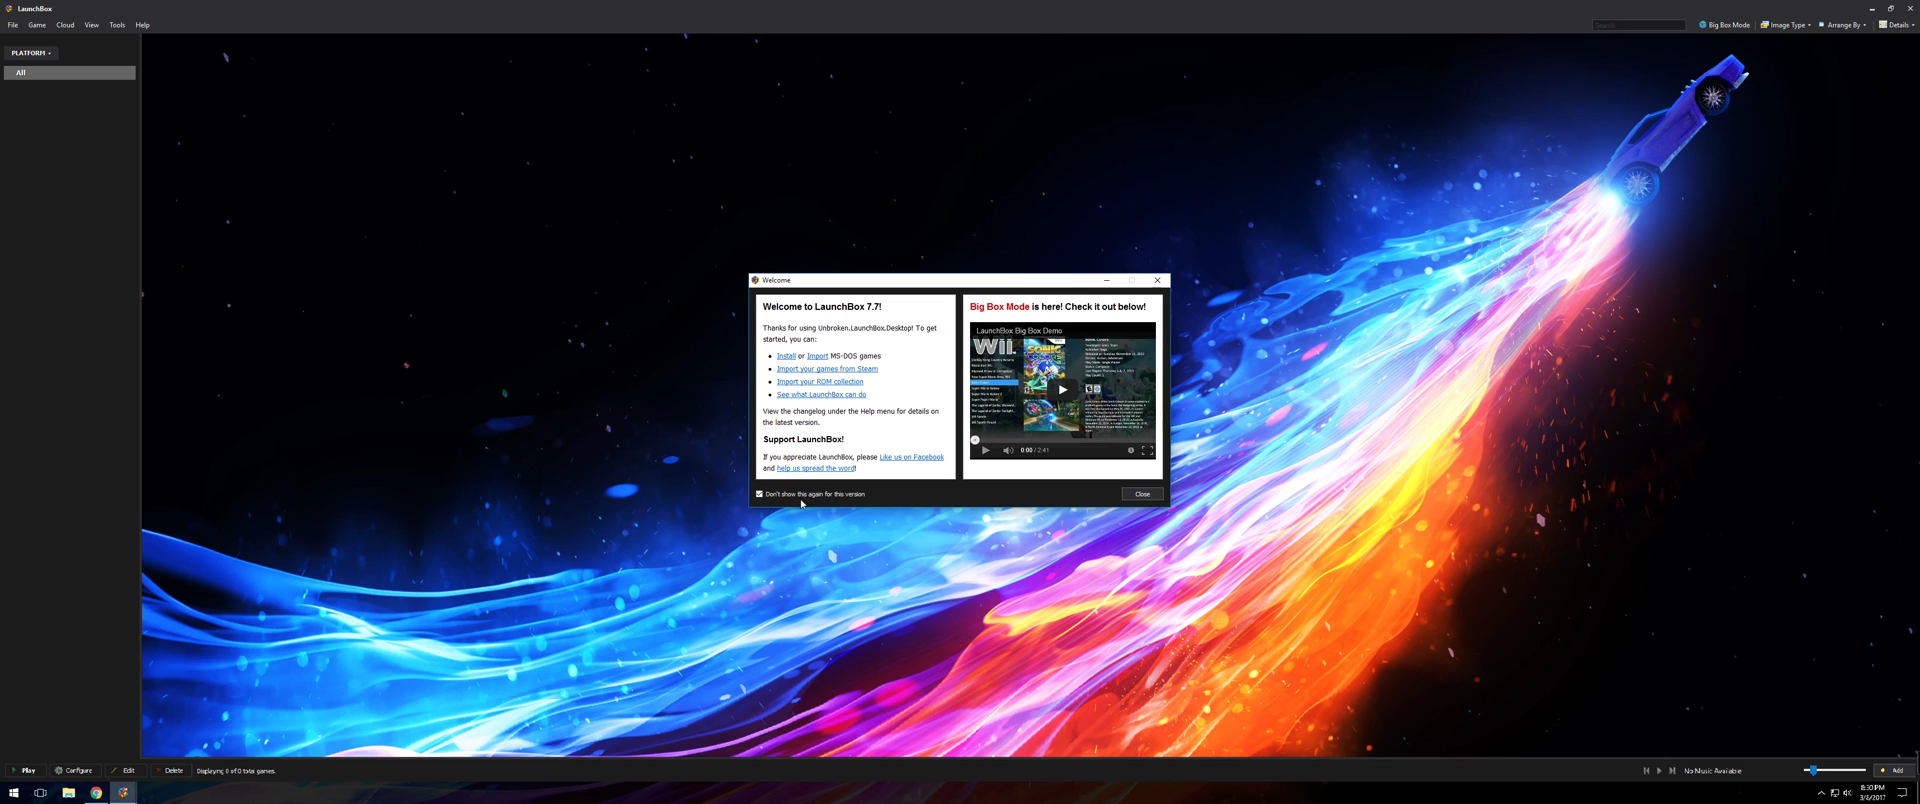 LaunchBox
File Game Cloud View Tools Help
Search Big Box Mode Image Type Arrange By Details
PLATFORM
All
Welcome
Welcome to LaunchBox 7.7!
Thanks for using Unbroken.LaunchBox.Desktop! To get
started, you can:
Install or Import MS-DOS games
Import your games from Steam
Import your ROM collection
See what LaunchBox can do
View the changelog under the Help menu for details on
the latest version.
Support LaunchBox!
If you appreciate LaunchBox, please Like us on Facebook
and help us spread the word!
Big Box Mode is here! Check it out below!
LaunchBox Big Box Demo
Wii.
SONIC
COLORS
0:00 / 2:41
Don't show this again for this version
Close
Play Configure Edit Delete Displaying 0 of 0 total games.
No Music Available
Add
8:30 PM
3/8/2017